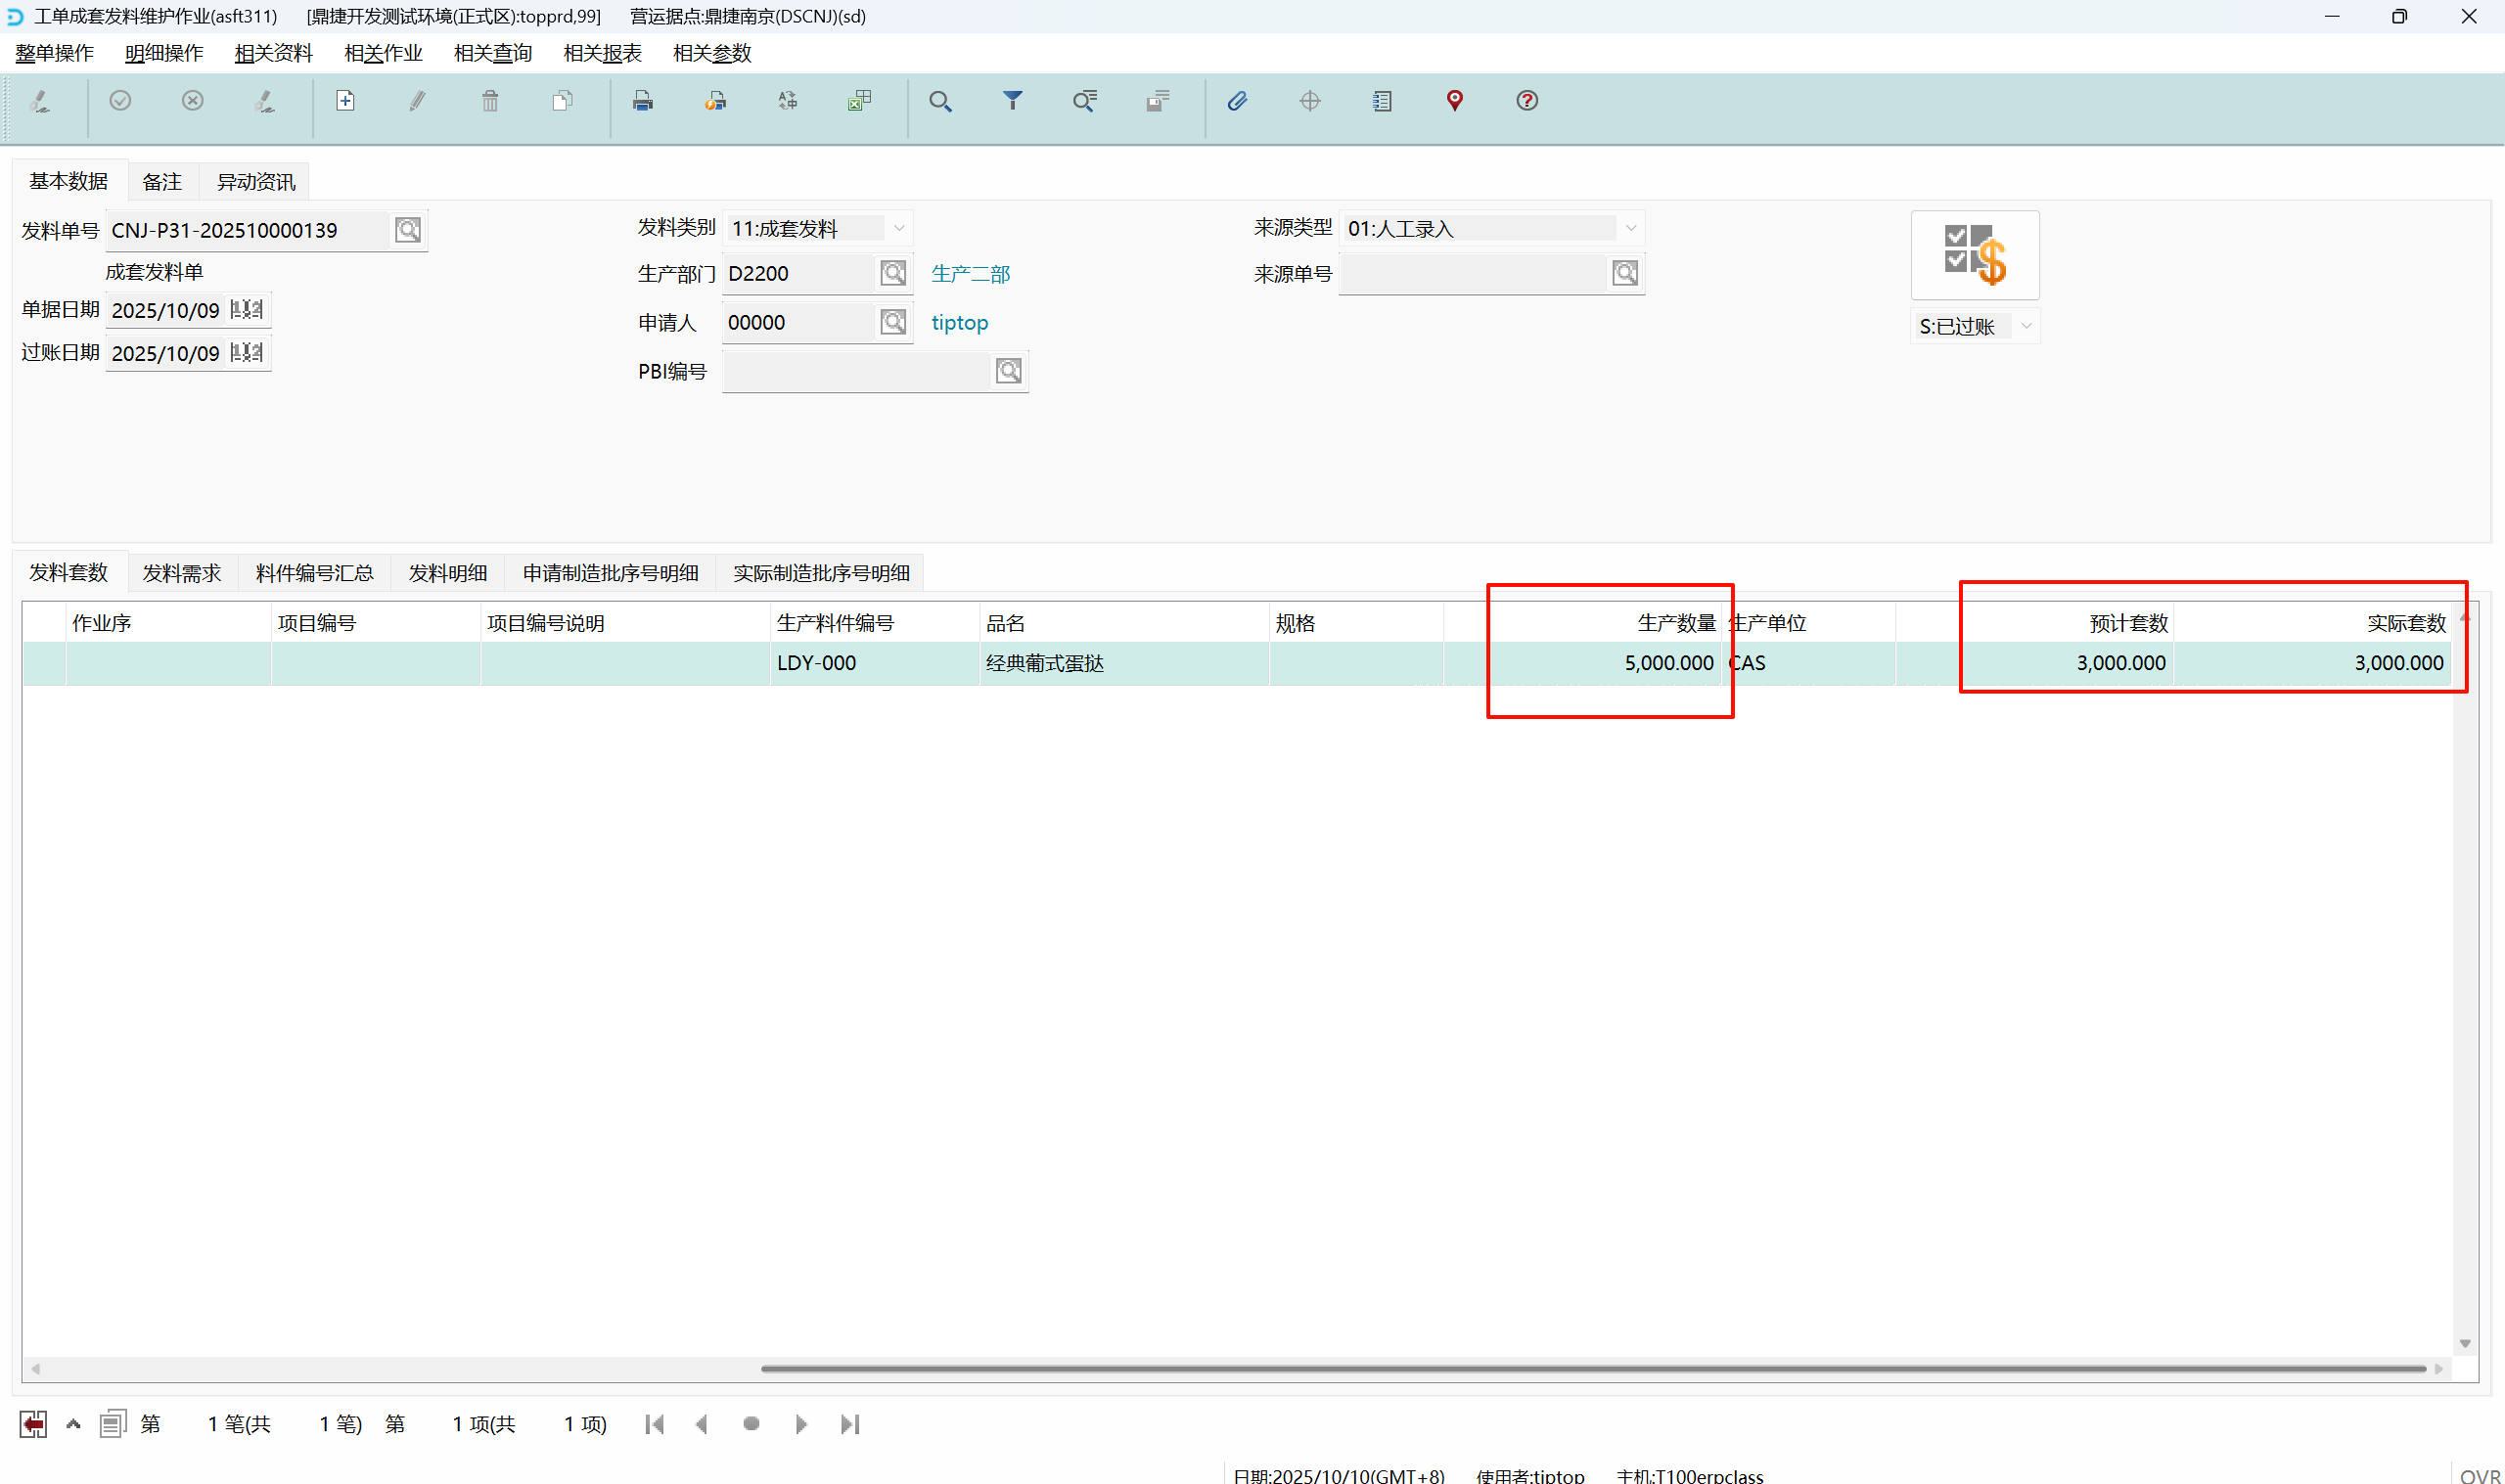 工单成套发料维护作业(asft311) [鼎捷开发测试环境(正式区):topprd,99] 营运据点:鼎捷南京(DSCNJ)(sd)
整单操作 明细操作 相关资料 相关作业 相关查询 相关报表 相关参数
基本数据 备注 异动资讯
发料单号 CNJ-P31-202510000139 发料类别 11:成套发料 来源类型 01:人工录入
成套发料单 生产部门 D2200 生产二部 来源单号
单据日期 2025/10/09 申请人 00000 tiptop S:已过账
过账日期 2025/10/09 PBI编号
发料套数 发料需求 料件编号汇总 发料明细 申请制造批序号明细 实际制造批序号明细
作业序 项目编号 项目编号说明 生产料件编号 品名 规格 生产数量 生产单位 预计套数 实际套数
LDY-000 经典葡式蛋挞 5,000.000 CAS 3,000.000 3,000.000
第 1 笔(共 1 笔) 第 1 项(共 1 项)
日期:2025/10/10(GMT+8) 使用者:tiptop 主机:T100erpclass OVR